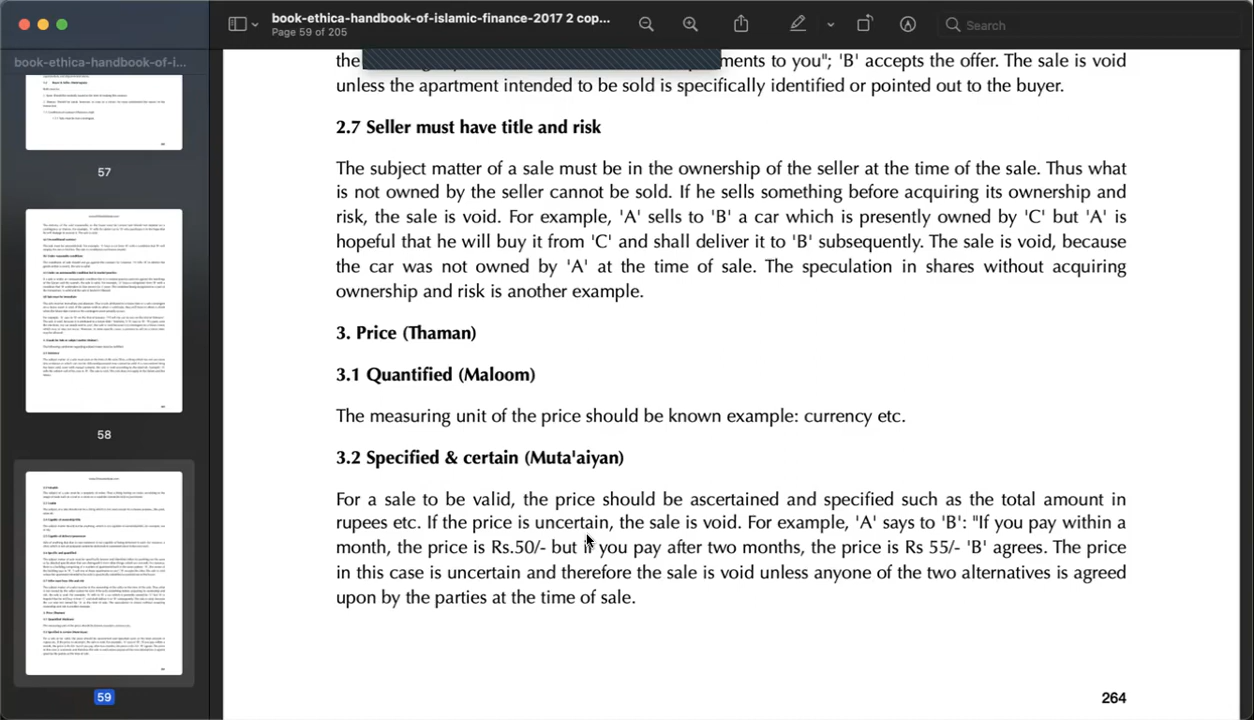 book-ethica-handbook-of-islamic-finance-2017 2 cop...
Page 59 of 205
Search
book-ethica-handbook-of-i...
57
58
59
the ments to you"; 'B' accepts the offer. The sale is void
unless the apartment intended to be sold is specifically identified or pointed out to the buyer.
2.7 Seller must have title and risk
The subject matter of a sale must be in the ownership of the seller at the time of the sale. Thus what
is not owned by the seller cannot be sold. If he sells something before acquiring its ownership and
risk, the sale is void. For example, 'A' sells to 'B' a car which is presently owned by 'C' but 'A' is
hopeful that he will buy it from 'C' and shall deliver it to 'B' subsequently. The sale is void, because
the car was not owned by 'A' at the time of sale. The speculation in shares without acquiring
ownership and risk is another example.
3. Price (Thaman)
3.1 Quantified (Maloom)
The measuring unit of the price should be known example: currency etc.
3.2 Specified & certain (Muta'aiyan)
For a sale to be valid, the price should be ascertained and specified such as the total amount in
rupees etc. If the price is uncertain, the sale is void. For example, 'A' says to 'B': "If you pay within a
month, the price is Rs 50/- but if you pay after two months, the price is Rs 55/- 'B' agrees. The price
in this case is uncertain and therefore the sale is void unless anyone of the two alternatives is agreed
upon by the parties at the time of sale.
264